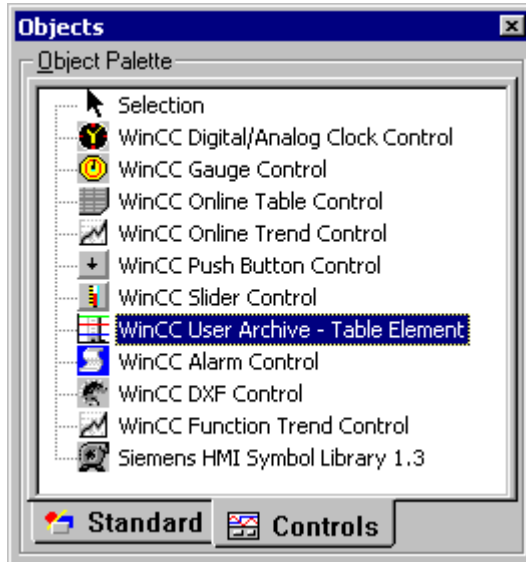 Objects
Object Palette
Selection
WinCC Digital/Analog Clock Control
WinCC Gauge Control
WinCC Online Table Control
WinCC Online Trend Control
WinCC Push Button Control
WinCC Slider Control
WinCC User Archive - Table Element
WinCC Alarm Control
WinCC DXF Control
WinCC Function Trend Control
Siemens HMI Symbol Library 1.3
Standard Controls